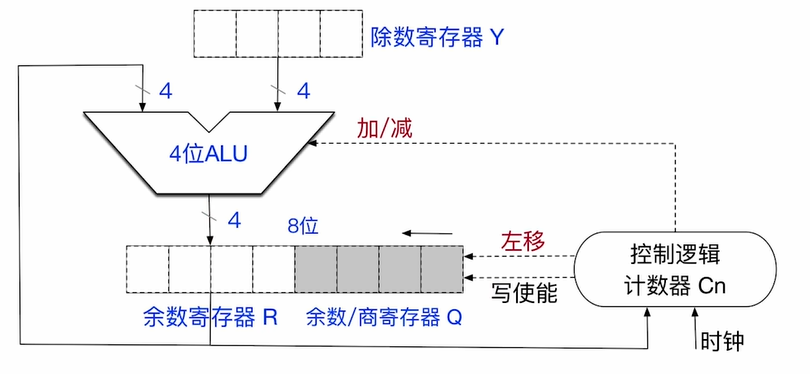 除数寄存器 Y
4
4
加/减
4位ALU
4
8位
左移
控制逻辑
计数器 Cn
写使能
余数寄存器 R
余数/商寄存器 Q
时钟